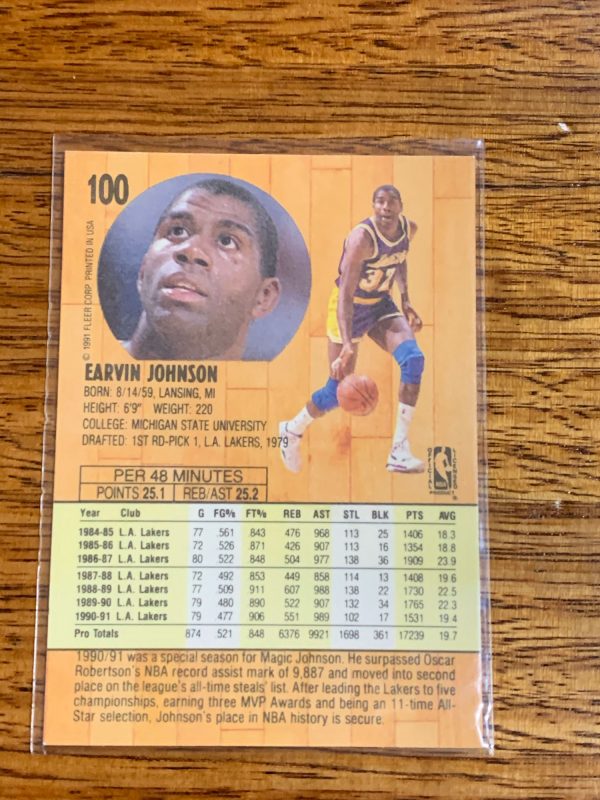 100
© 1991 FLEER CORP. PRINTED IN USA
Lakers
32
EARVIN JOHNSON
BORN: 8/14/59, LANSING, MI
HEIGHT: 6'9" WEIGHT: 220
COLLEGE: MICHIGAN STATE UNIVERSITY
DRAFTED: 1ST RD-PICK 1, L.A. LAKERS, 1979
OFFICIAL LICENSED
NBA
PRODUCT
PER 48 MINUTES
POINTS 25.1 REB/AST 25.2
Year Club G FG% FT% REB AST STL BLK PTS AVG
1984-85 L.A. Lakers 77 .561 .843 476 968 113 25 1406 18.3
1985-86 L.A. Lakers 72 .526 .871 426 907 113 16 1354 18.8
1986-87 L.A. Lakers 80 .522 .848 504 977 138 36 1909 23.9
1987-88 L.A. Lakers 72 .492 .853 449 858 114 13 1408 19.6
1988-89 L.A. Lakers 77 .509 .911 607 988 138 22 1730 22.5
1989-90 L.A. Lakers 79 .480 .890 522 907 132 34 1765 22.3
1990-91 L.A. Lakers 79 .477 .906 551 989 102 17 1531 19.4
Pro Totals 874 .521 .848 6376 9921 1698 361 17239 19.7
1990/91 was a special season for Magic Johnson. He surpassed Oscar
Robertson's NBA record assist mark of 9,887 and moved into second
place on the league's all-time steals' list. After leading the Lakers to five
championships, earning three MVP Awards and being an 11-time All-
Star selection, Johnson's place in NBA history is secure.